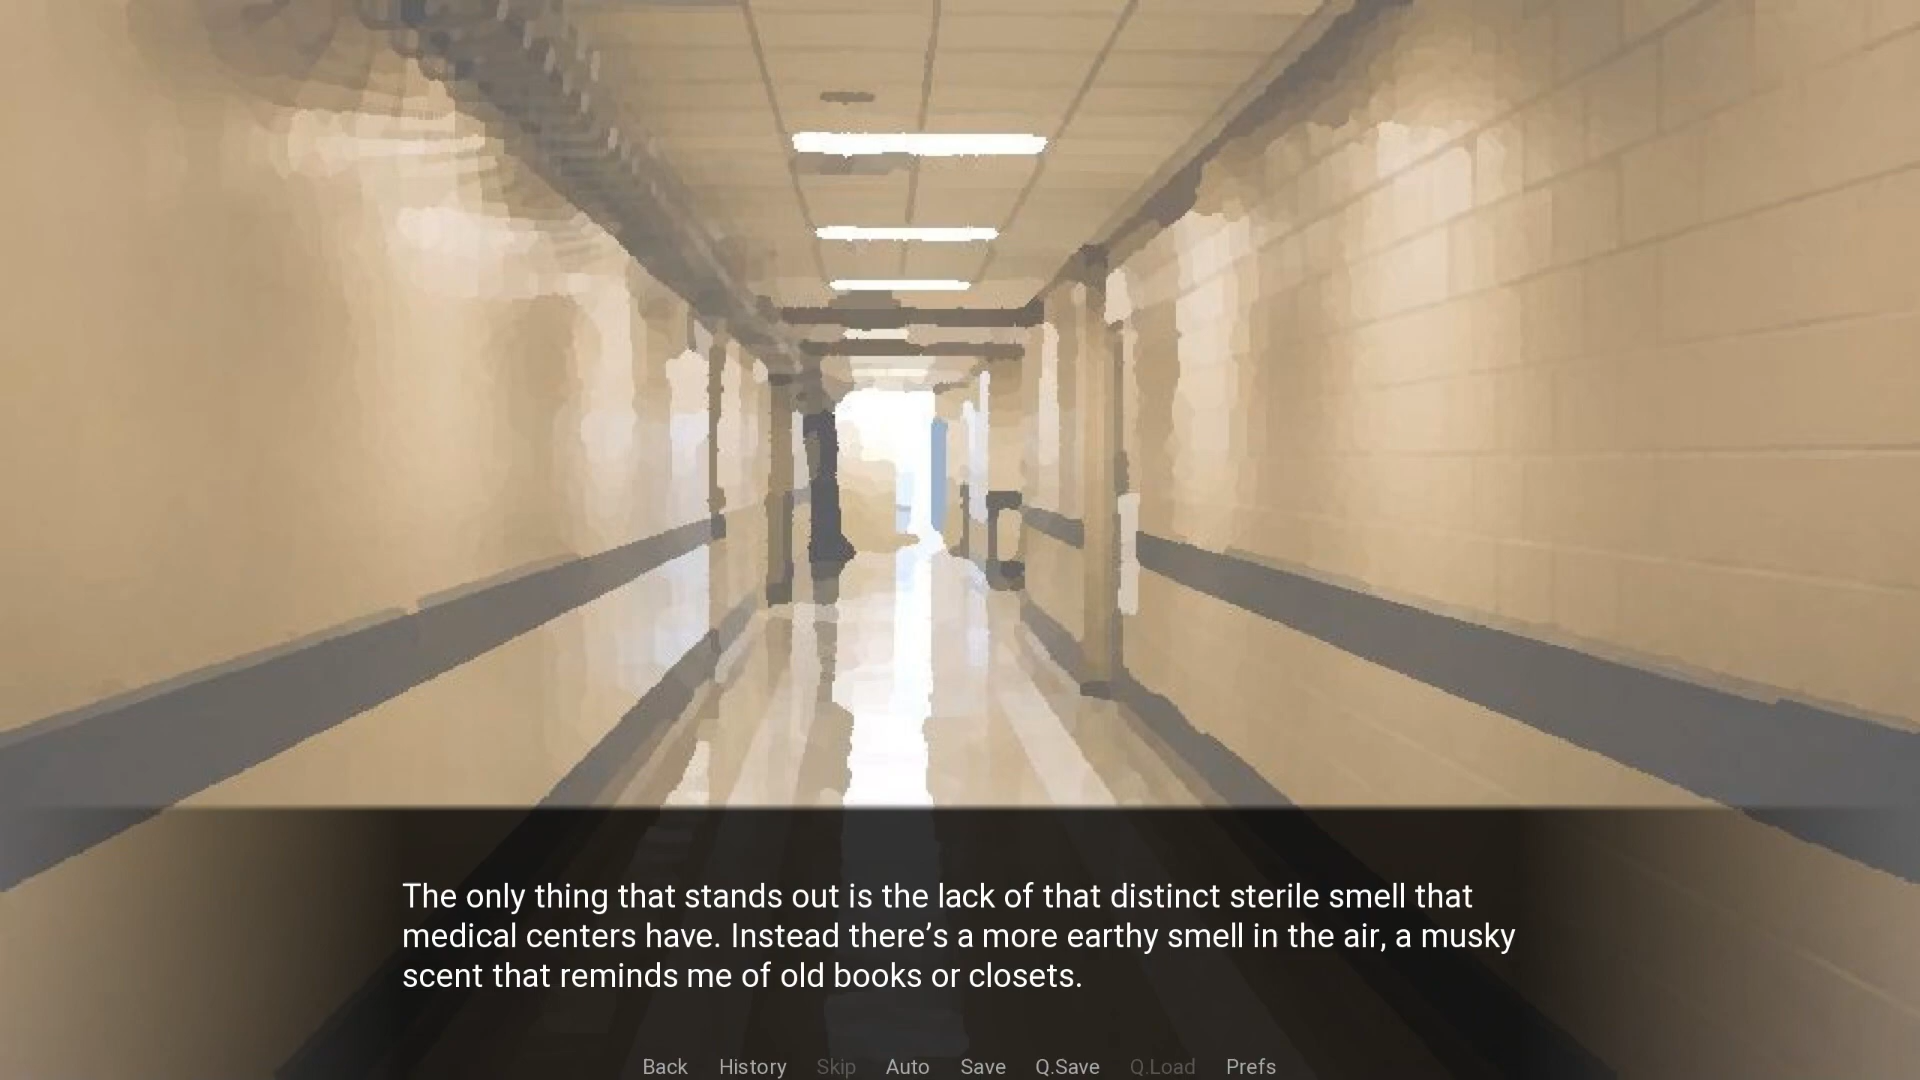 The only thing that stands out is the lack of that distinct sterile smell that
medical centers have. Instead there’s a more earthy smell in the air, a musky
scent that reminds me of old books or closets.
Back History Skip Auto Save Q.Save Q.Load Prefs